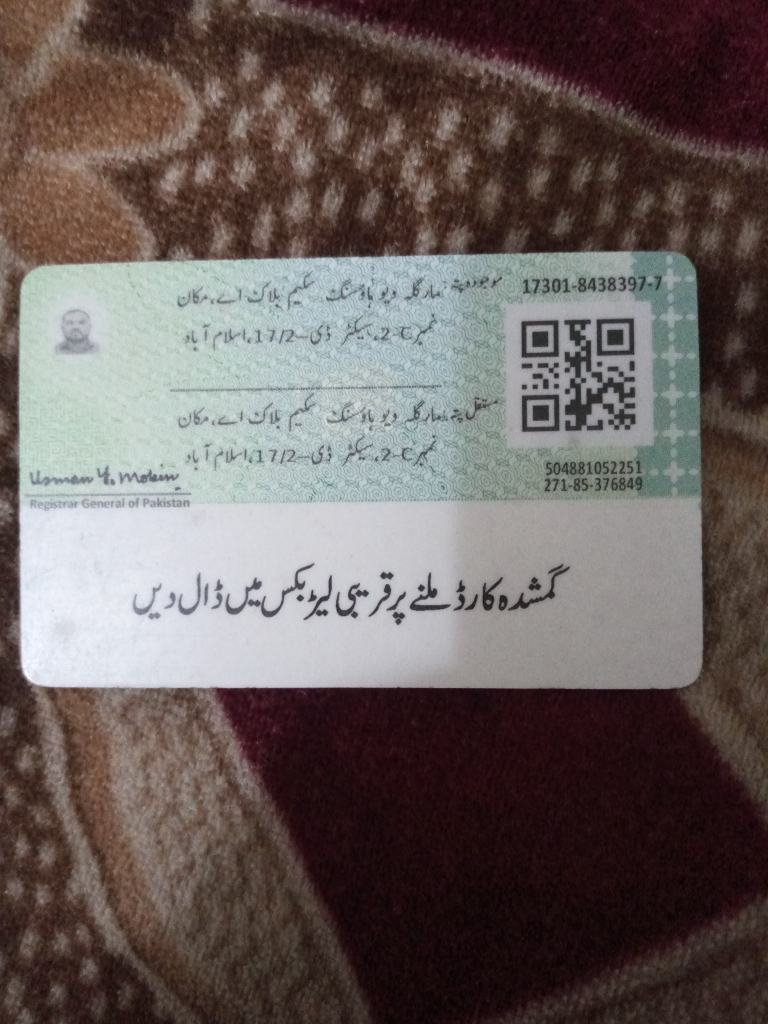 17301-8438397-7
موجودہ پتہ: مارگلہ ویو ہاؤسنگ سکیم بلاک اے، مکان
نمبر 2-C، سیکٹر ڈی-17/2، اسلام آباد
مستقل پتہ: مارگلہ ویو ہاؤسنگ سکیم بلاک اے، مکان
نمبر 2-C، سیکٹر ڈی-17/2، اسلام آباد
504881052251
271-85-376849
Usman Y. Mobin
Registrar General of Pakistan
گمشدہ کارڈ ملنے پر قریبی لیٹر بکس میں ڈال دیں